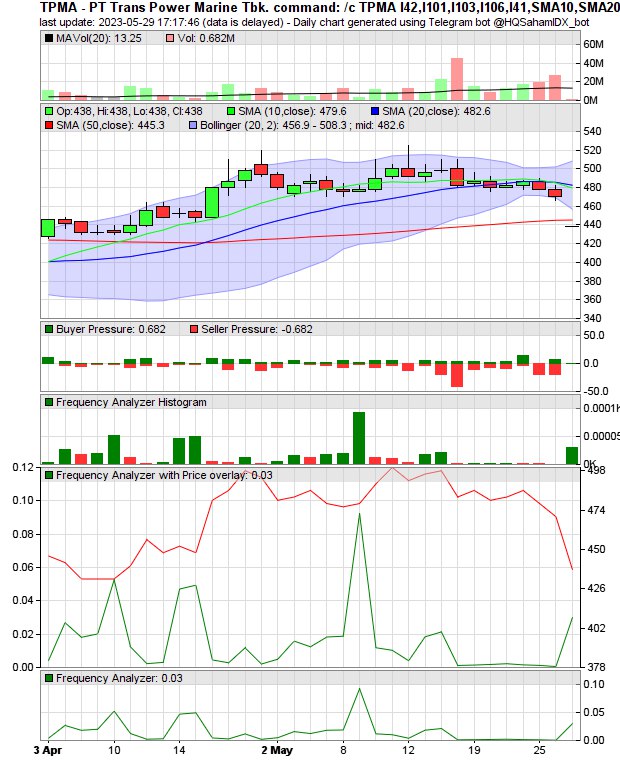 TPMA - PT Trans Power Marine Tbk. command: /c TPMA I42,I101,I103,I106,I41,SMA10,SMA20
last update: 2023-05-29 17:17:46 (data is delayed) - Daily chart generated using Telegram bot @HQSahamIDX_bot
MAVol(20): 13.25 Vol: 0.682M
60M
40M
20M
0M
Op:438, Hi:438, Lo:438, Cl:438 SMA (10,close): 479.6 SMA (20,close): 482.6
SMA (50,close): 445.3 Bollinger (20, 2): 456.9 - 508.3 ; mid: 482.6
540
520
500
480
460
440
420
400
380
360
340
Buyer Pressure: 0.682 Seller Pressure: -0.682
50.0
0.0
-50.0
Frequency Analyzer Histogram
0.0001k
0.00005
0K
Frequency Analyzer with Price overlay: 0.03
0.12
0.10
0.08
0.06
0.04
0.02
0.00
498
474
450
426
402
378
Frequency Analyzer: 0.03
0.10
0.05
0.00
3 Apr 10 14 2 May 8 12 19 25